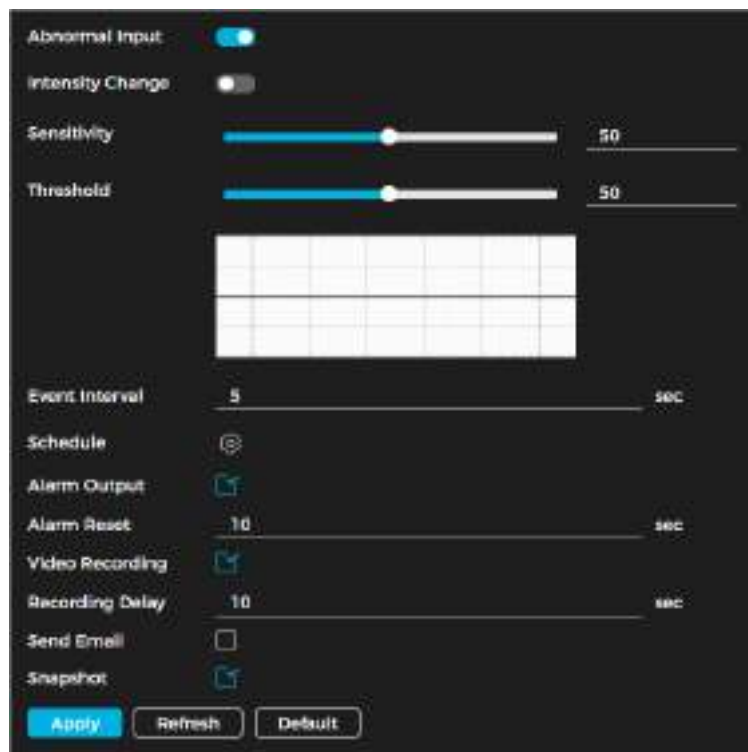 Abnormal Input
Intensity Change
Sensitivity 50
Threshold 50
Event Interval 5 sec
Schedule
Alarm Output
Alarm Reset 10 sec
Video Recording
Recording Delay 10 sec
Send Email
Snapshot
Apply Refresh Default